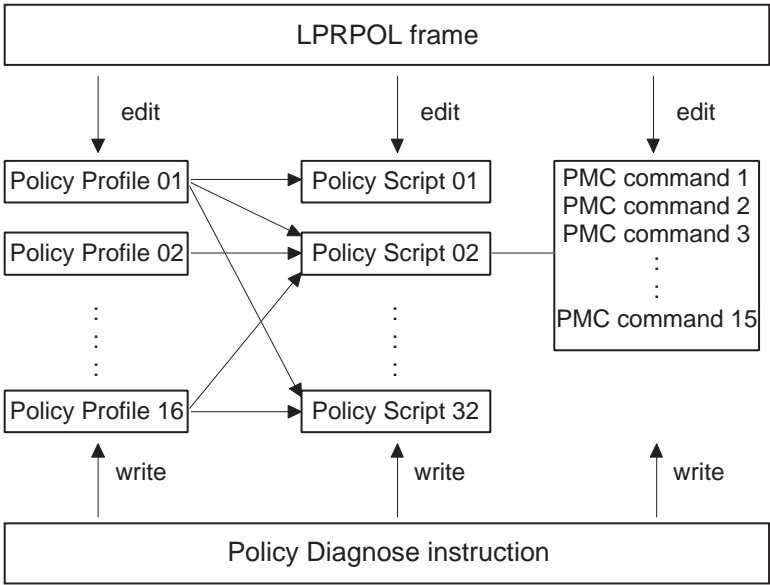 LPRPOL frame
edit
edit
edit
Policy Profile 01
Policy Script 01
PMC command 1
PMC command 2
PMC command 3
:
:
PMC command 15
Policy Profile 02
Policy Script 02
:
:
:
:
:
:
Policy Profile 16
Policy Script 32
write
write
write
Policy Diagnose instruction